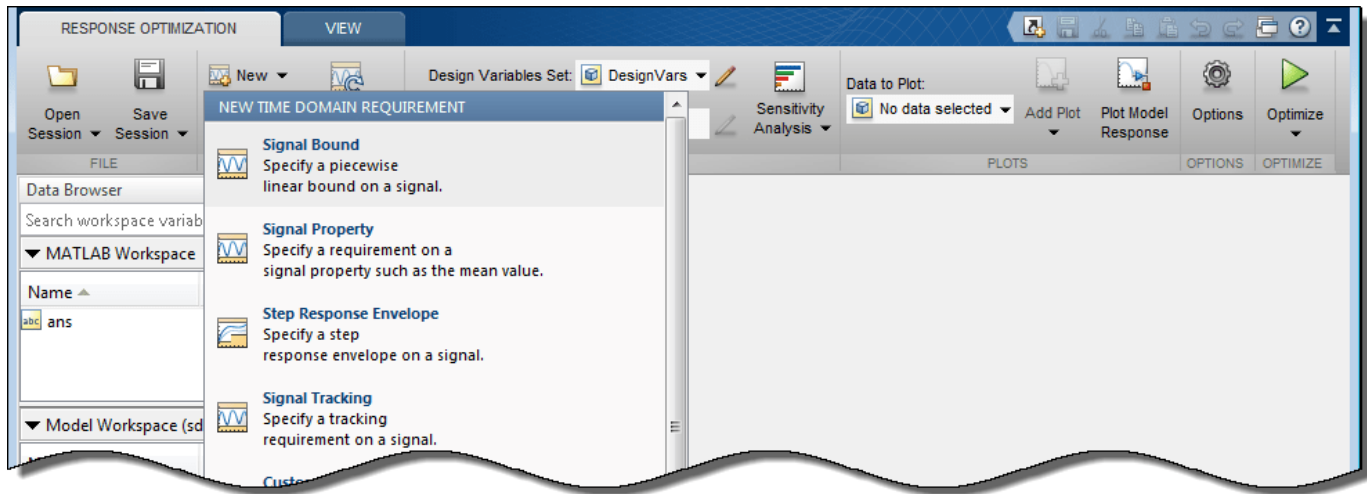 RESPONSE OPTIMIZATION VIEW
New
Design Variables Set: DesignVars
Open Session
Save Session
Sensitivity Analysis
Data to Plot:
No data selected
Add Plot
Plot Model Response
Options
Optimize
FILE
PLOTS
OPTIONS
OPTIMIZE
NEW TIME DOMAIN REQUIREMENT
Signal Bound
Specify a piecewise
linear bound on a signal.
Signal Property
Specify a requirement on a
signal property such as the mean value.
Step Response Envelope
Specify a step
response envelope on a signal.
Signal Tracking
Specify a tracking
requirement on a signal.
Data Browser
Search workspace variab
MATLAB Workspace
Name
abc ans
Model Workspace (sd